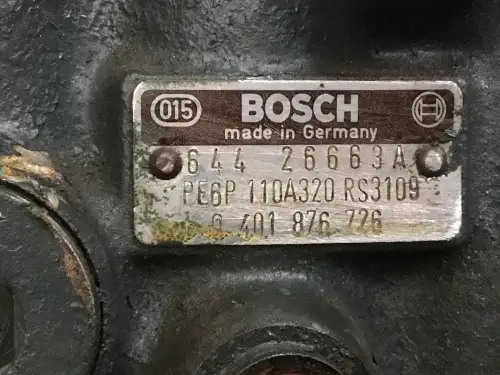 015 BOSCH
made in Germany
644 26663A
PE6P 110A320 RS3109
0 401 876 726